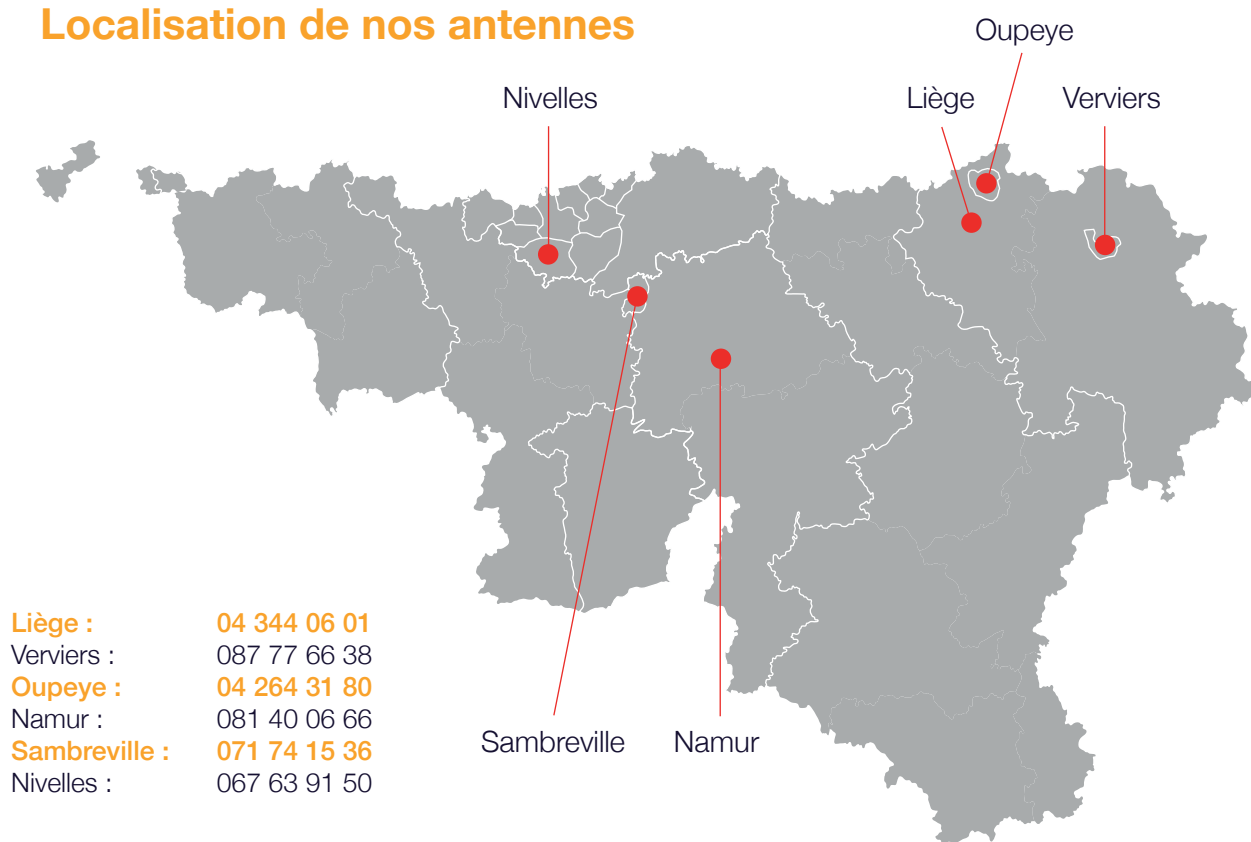 Localisation de nos antennes
Oupeye
Nivelles
Liège
Verviers
Liège : 04 344 06 01
Verviers : 087 77 66 38
Oupeye : 04 264 31 80
Namur : 081 40 06 66
Sambreville : 071 74 15 36
Nivelles : 067 63 91 50
Sambreville
Namur